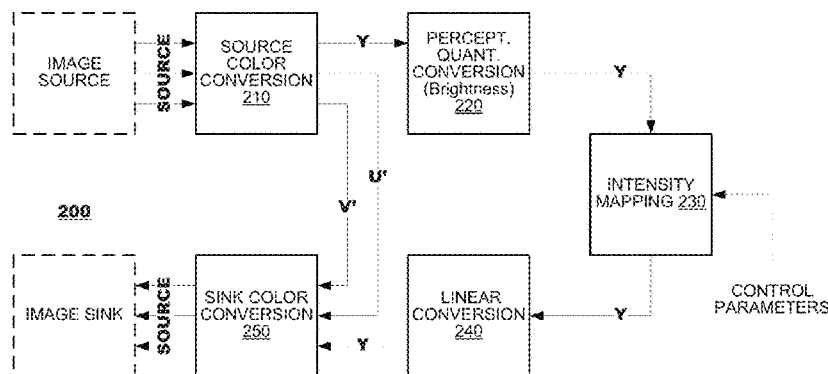 IMAGE
SOURCE
SOURCE
SOURCE
COLOR
CONVERSION
210
Y
PERCEPT.
QUANT.
CONVERSION
(Brightness)
220
Y
U'
V'
200
INTENSITY
MAPPING 230
CONTROL
PARAMETERS
IMAGE SINK
SOURCE
SINK COLOR
CONVERSION
250
Y
LINEAR
CONVERSION
240
Y